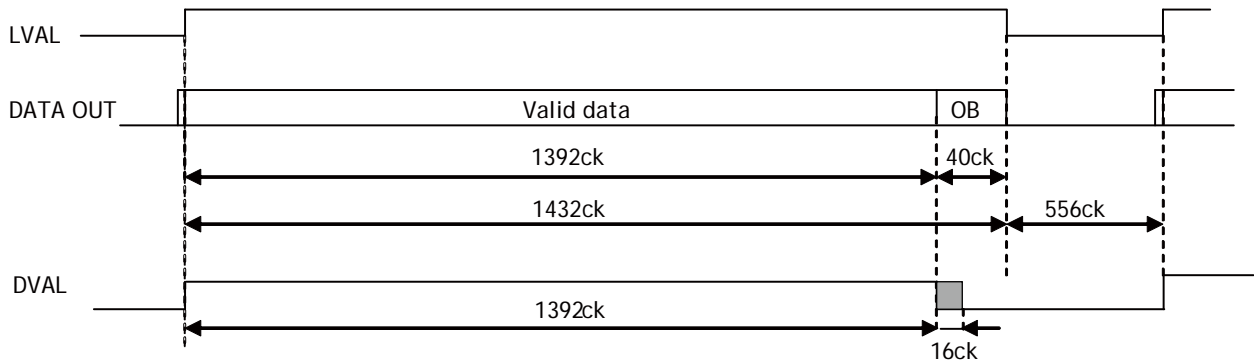 LVAL
DATA OUT
Valid data
OB
1392ck
40ck
1432ck
556ck
DVAL
1392ck
16ck